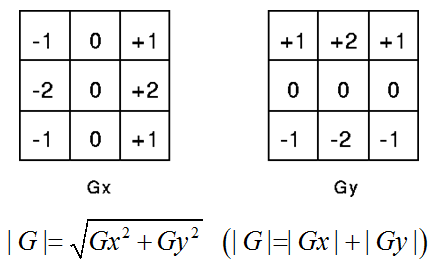 -1 0 +1 +1 +2 +1
-2 0 +2 0 0 0
-1 0 +1 -1 -2 -1
Gx Gy
|G|=√(Gx²+Gy²) (|G|=|Gx|+|Gy|)